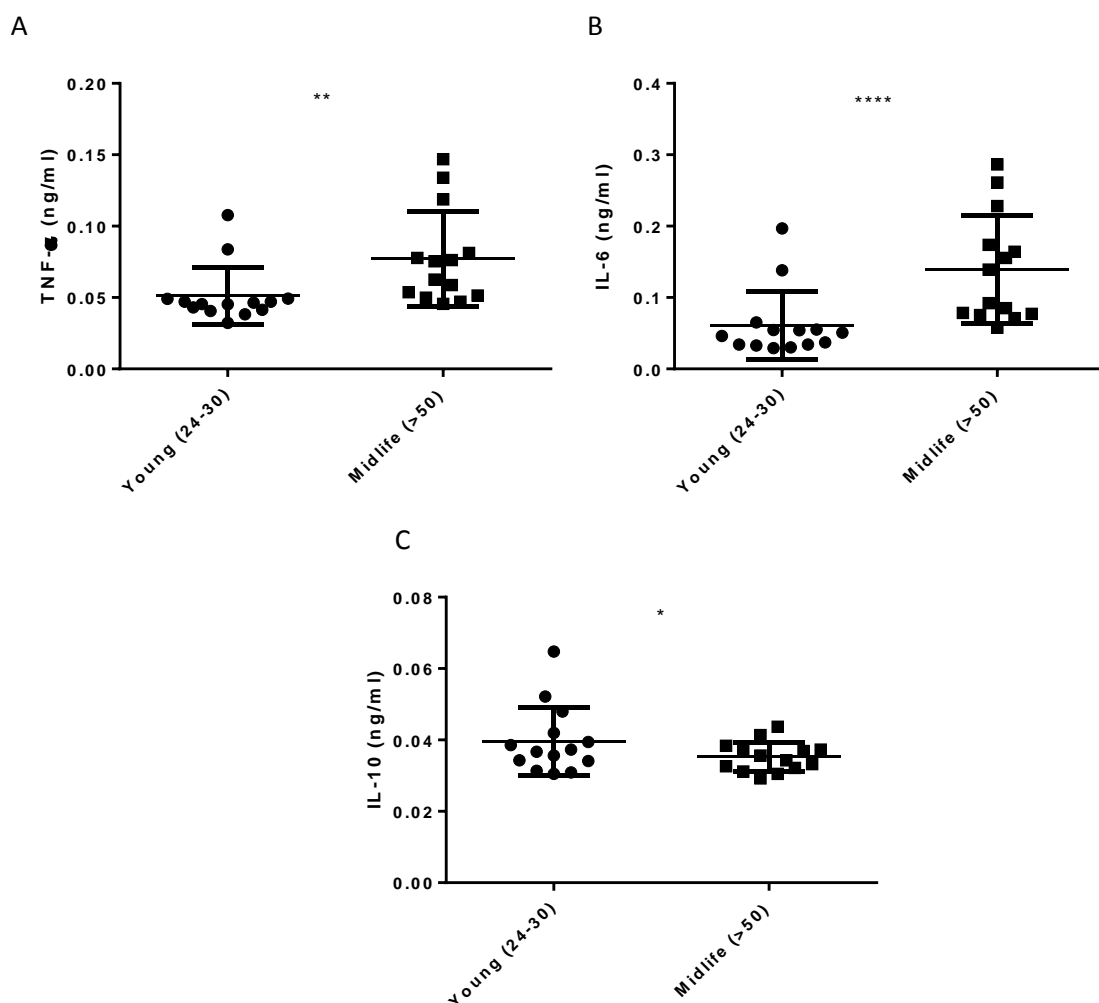 A
B
**
****
0.20
0.15
0.10
0.05
0.00
TNF-α (ng/ml)
Young (24-30)
Midlife (>50)
0.4
0.3
0.2
0.1
0.0
IL-6 (ng/ml)
Young (24-30)
Midlife (>50)
C
*
0.08
0.06
0.04
0.02
0.00
IL-10 (ng/ml)
Young (24-30)
Midlife (>50)